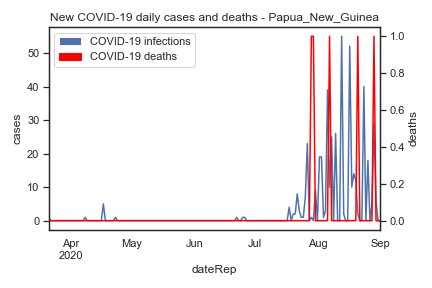 New COVID-19 daily cases and deaths - Papua_New_Guinea
COVID-19 infections
COVID-19 deaths
50
40
30
20
10
0
cases
1.0
0.8
0.6
0.4
0.2
0.0
deaths
Apr
2020
May
Jun
Jul
Aug
Sep
dateRep